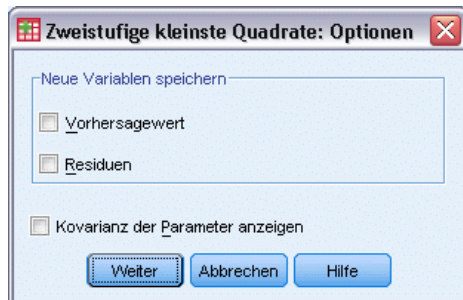 Zweistufige kleinste Quadrate: Optionen
Neue Variablen speichern
Vorhersagewert
Residuen
Kovarianz der Parameter anzeigen
Weiter Abbrechen Hilfe